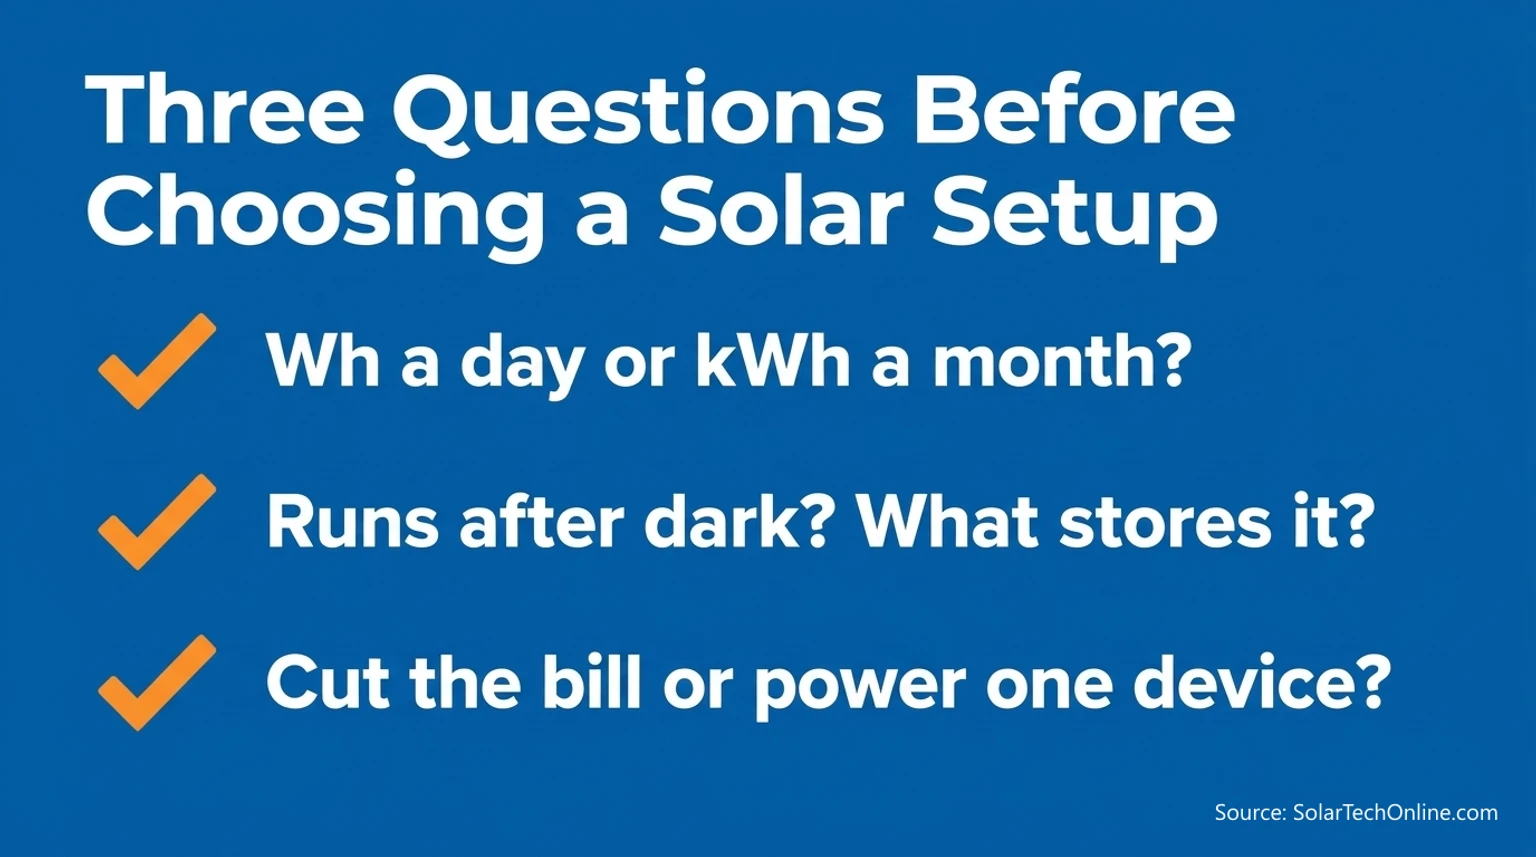 Three Questions Before
Choosing a Solar Setup
Wh a day or kWh a month?
Runs after dark? What stores it?
Cut the bill or power one device?
Source: SolarTechOnline.com